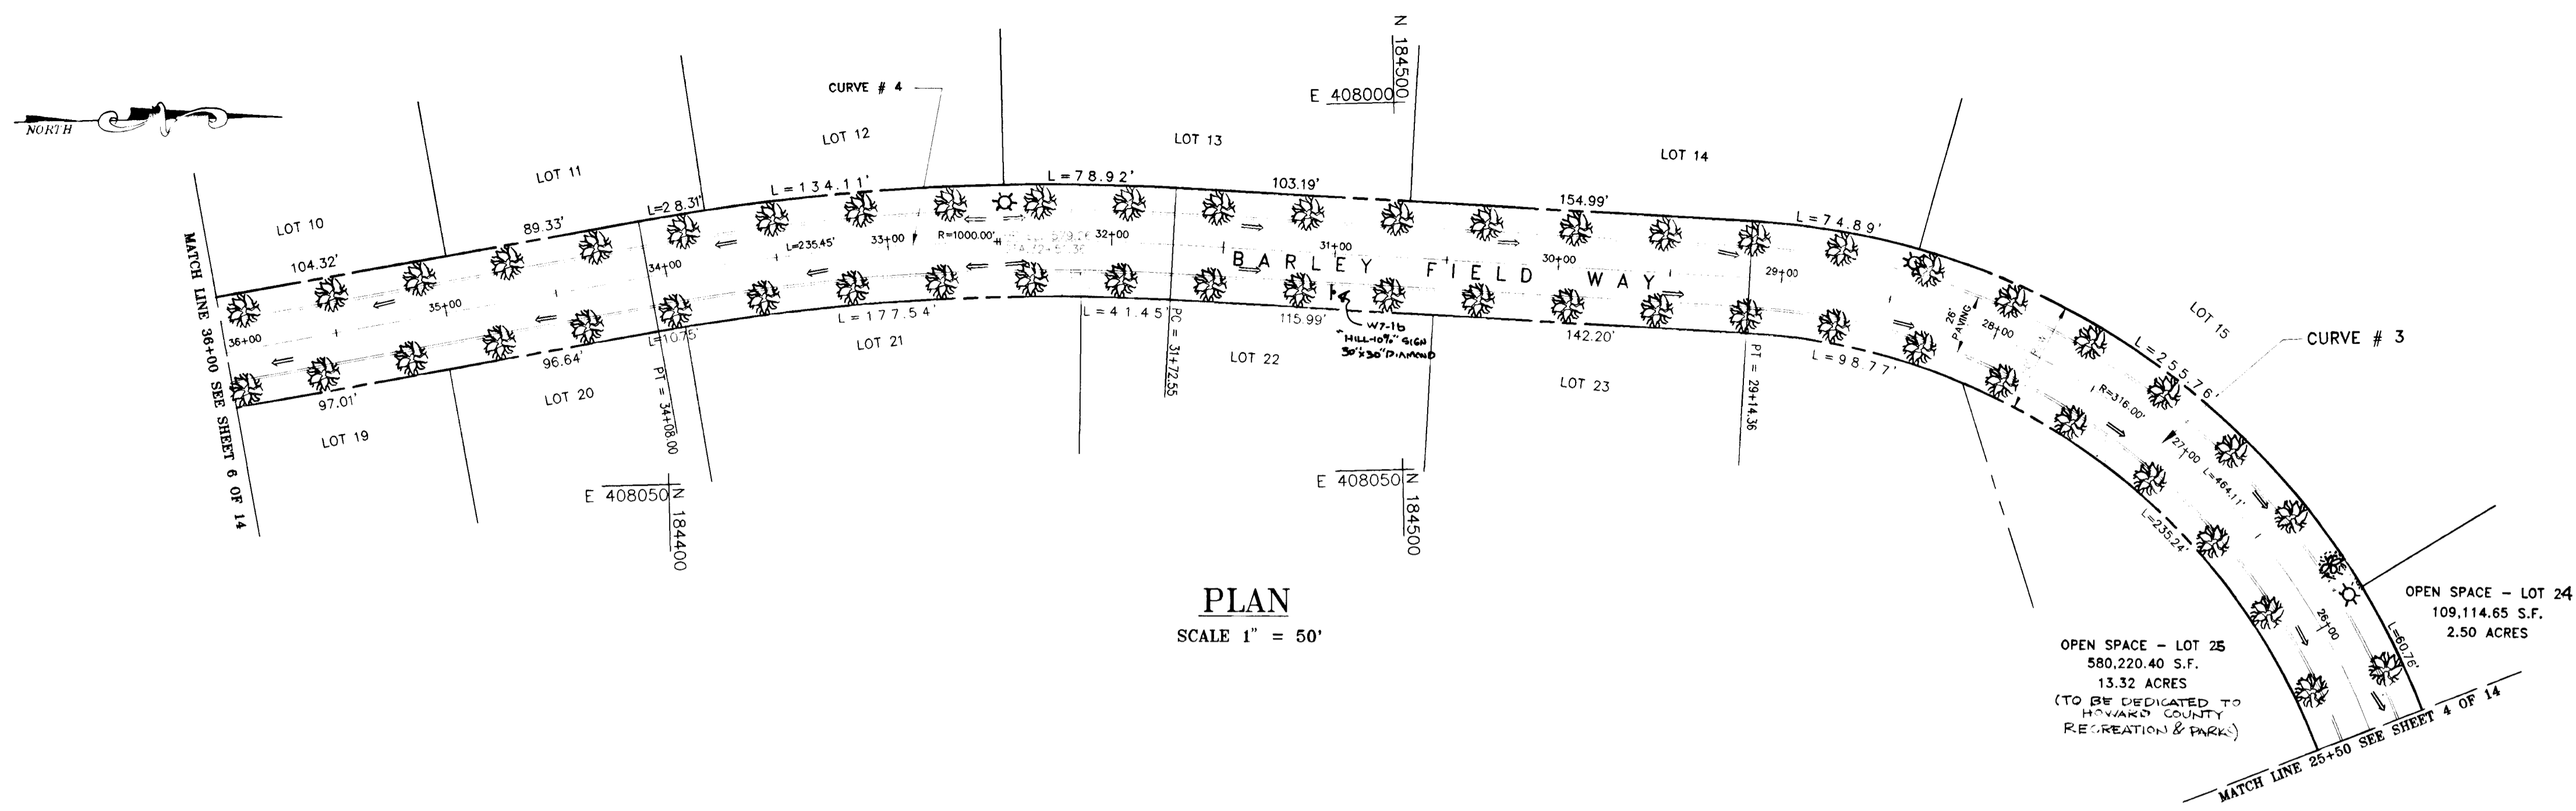 NORTH
CURVE # 4
N 184500
E 408000
LOT 10
LOT 11
LOT 12
LOT 13
LOT 14
LOT 15
104.32'
89.33'
L=28.31'
L=134.11'
L=78.92'
103.19'
154.99'
L=74.89'
L=255.76'
CURVE # 3
MATCH LINE 36+00 SEE SHEET 6 OF 14
36+00
35+00
34+00
L=235.45'
33+00
R=1000.00'
32+00
31+00
30+00
29+00
BARLEY FIELD WAY
26'
PAVING
28+00
R=316.00'
27+00
L=464.11'
26+00
97.01'
96.64'
L=10.75'
L=177.54'
L=41.45'
115.99'
142.20'
L=98.77'
L=235.24'
L=60.76'
PT = 34+08.00
PC = 31+72.55
PT = 29+14.36
W7-1b
"HILL-10%" SIGN
30"X30" DIAMOND
LOT 19
LOT 20
LOT 21
LOT 22
LOT 23
E 408050
N 184400
E 408050
N 184500
PLAN
SCALE 1" = 50'
OPEN SPACE - LOT 24
109,114.65 S.F.
2.50 ACRES
OPEN SPACE - LOT 25
580,220.40 S.F.
13.32 ACRES
(TO BE DEDICATED TO
HOWARD COUNTY
RECREATION & PARKS)
MATCH LINE 25+50 SEE SHEET 4 OF 14